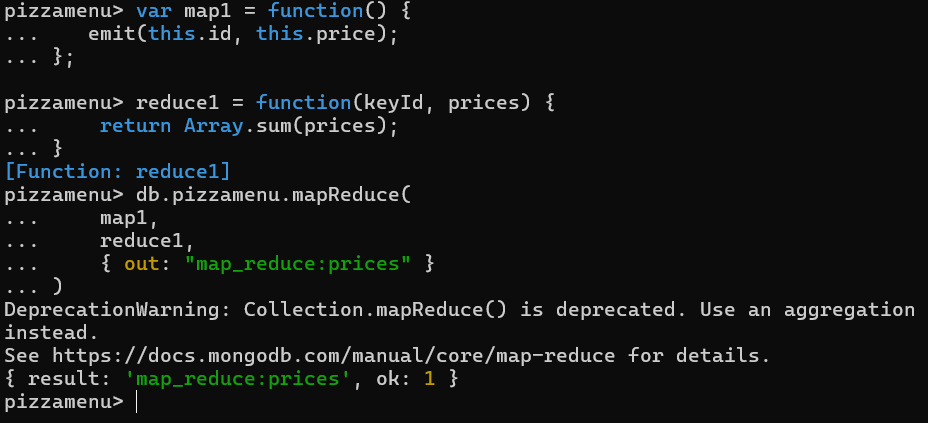 pizzamenu> var map1 = function() {
...    emit(this.id, this.price);
... };
pizzamenu> reduce1 = function(keyId, prices) {
...     return Array.sum(prices);
... }
[Function: reduce1]
pizzamenu> db.pizzamenu.mapReduce(
...     map1,
...     reduce1,
...     { out: "map_reduce:prices" }
... )
DeprecationWarning: Collection.mapReduce() is deprecated. Use an aggregation
instead.
See https://docs.mongodb.com/manual/core/map-reduce for details.
{ result: 'map_reduce:prices', ok: 1 }
pizzamenu>